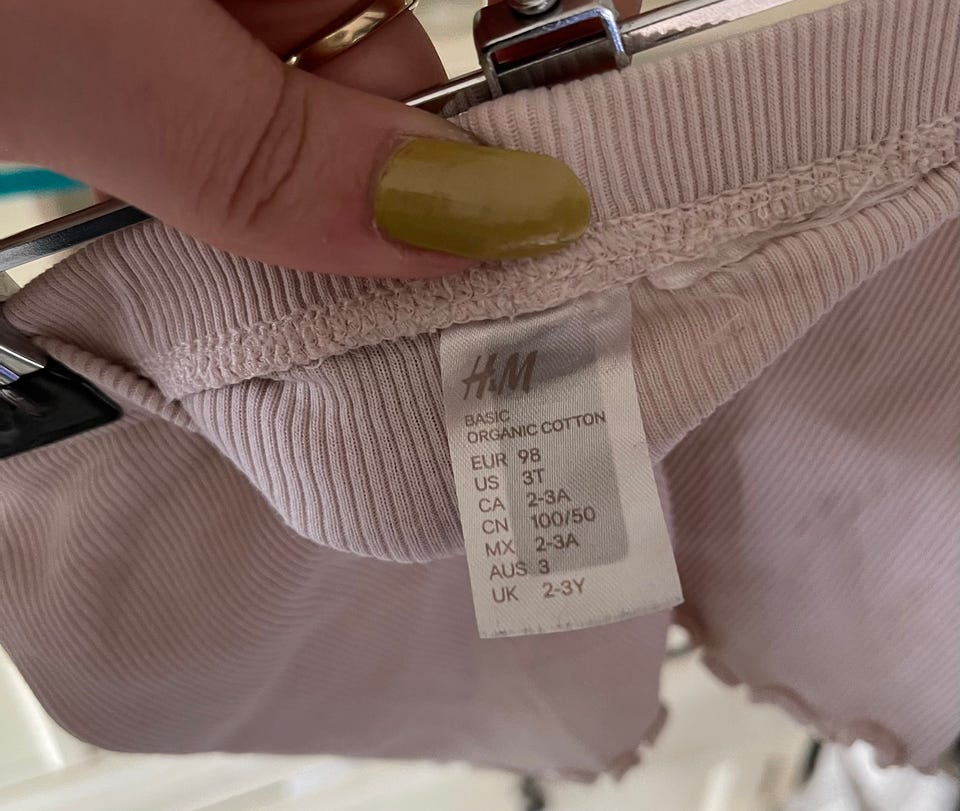 H&M
BASIC
ORGANIC COTTON
EUR 98
US 3T
CA 2-3A
CN 100/50
MX 2-3A
AUS 3
UK 2-3Y